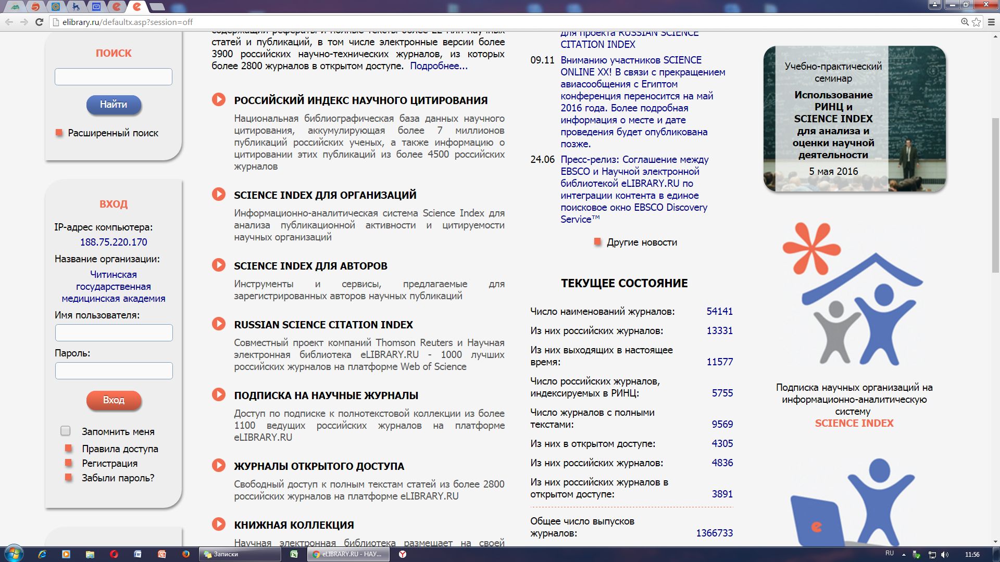 elibrary.ru/defaultx.asp?session=off
ПОИСК
Найти
Расширенный поиск
ВХОД
IP-адрес компьютера:
188.75.220.170
Название организации:
Читинская
государственная
медицинская академия
Имя пользователя:
Пароль:
Вход
Запомнить меня
Правила доступа
Регистрация
Забыли пароль?
содержащий рефераты и полные тексты более 22 млн научных
статей и публикаций, в том числе электронные версии более
3900 российских научно-технических журналов, из которых
более 2800 журналов в открытом доступе. Подробнее...
РОССИЙСКИЙ ИНДЕКС НАУЧНОГО ЦИТИРОВАНИЯ
Национальная библиографическая база данных научного
цитирования, аккумулирующая более 7 миллионов
публикаций российских ученых, а также информацию о
цитировании этих публикаций из более 4500 российских
журналов
SCIENCE INDEX ДЛЯ ОРГАНИЗАЦИЙ
Информационно-аналитическая система Science Index для
анализа публикационной активности и цитируемости
научных организаций
SCIENCE INDEX ДЛЯ АВТОРОВ
Инструменты и сервисы, предлагаемые для
зарегистрированных авторов научных публикаций
RUSSIAN SCIENCE CITATION INDEX
Совместный проект компаний Thomson Reuters и Научная
электронная библиотека eLIBRARY.RU - 1000 лучших
российских журналов на платформе Web of Science
ПОДПИСКА НА НАУЧНЫЕ ЖУРНАЛЫ
Доступ по подписке к полнотекстовой коллекции из более
1100 ведущих российских журналов на платформе
eLIBRARY.RU
ЖУРНАЛЫ ОТКРЫТОГО ДОСТУПА
Свободный доступ к полным текстам статей из более 2800
российских журналов на платформе eLIBRARY.RU
КНИЖНАЯ КОЛЛЕКЦИЯ
Научная электронная библиотека размещает на своей
для проекта RUSSIAN SCIENCE
CITATION INDEX
09.11 Вниманию участников SCIENCE
ONLINE XX! В связи с прекращением
авиасообщения с Египтом
конференция переносится на май
2016 года. Более подробная
информация о месте и дате
проведения будет опубликована
позже.
24.06 Пресс-релиз: Соглашение между
EBSCO и Научной электронной
библиотекой eLIBRARY.RU по
интеграции контента в единое
поисковое окно EBSCO Discovery
Service™
Другие новости
ТЕКУЩЕЕ СОСТОЯНИЕ
Число наименований журналов: 54141
Из них российских журналов: 13331
Из них выходящих в настоящее
время: 11577
Число российских журналов,
индексируемых в РИНЦ: 5755
Число журналов с полными
текстами: 9569
Из них в открытом доступе: 4305
Из них российских журналов: 4836
Из них российских журналов в
открытом доступе: 3891
Общее число выпусков
журналов: 1366733
Учебно-практический
семинар
Использование
РИНЦ и
SCIENCE INDEX
для анализа и
оценки научной
деятельности
5 мая 2016
Подписка научных организаций на
информационно-аналитическую
систему
SCIENCE INDEX
Записки
eLIBRARY.RU - НАУ...
RU
11:56